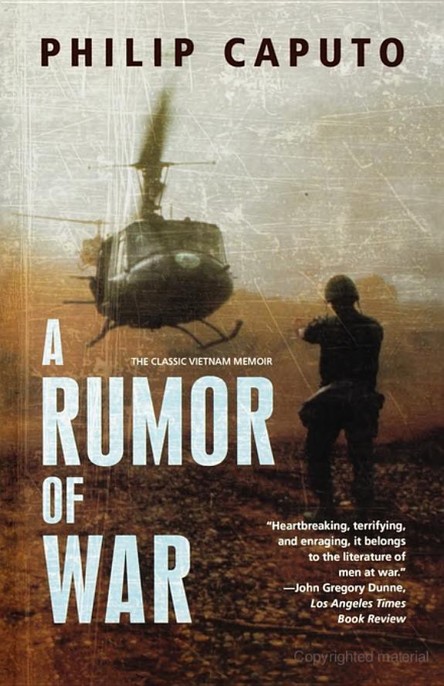 PHILIP CAPUTO
A
THE CLASSIC VIETNAM MEMOIR
RUMOR
OF
WAR
“Heartbreaking, terrifying,
and enraging, it belongs
to the literature of
men at war.”
—John Gregory Dunne,
Los Angeles Times
Book Review
Copyrighted material